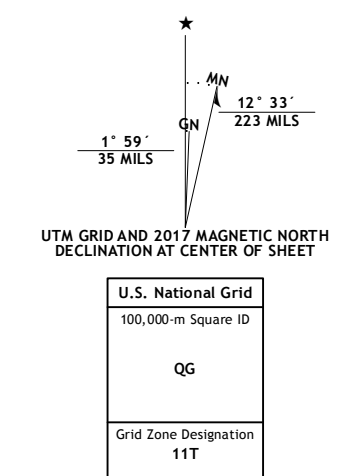 ★
MN
GN
12° 33´
223 MILS
1° 59´
35 MILS
UTM GRID AND 2017 MAGNETIC NORTH
DECLINATION AT CENTER OF SHEET
U.S. National Grid
100,000-m Square ID
QG
Grid Zone Designation
11T